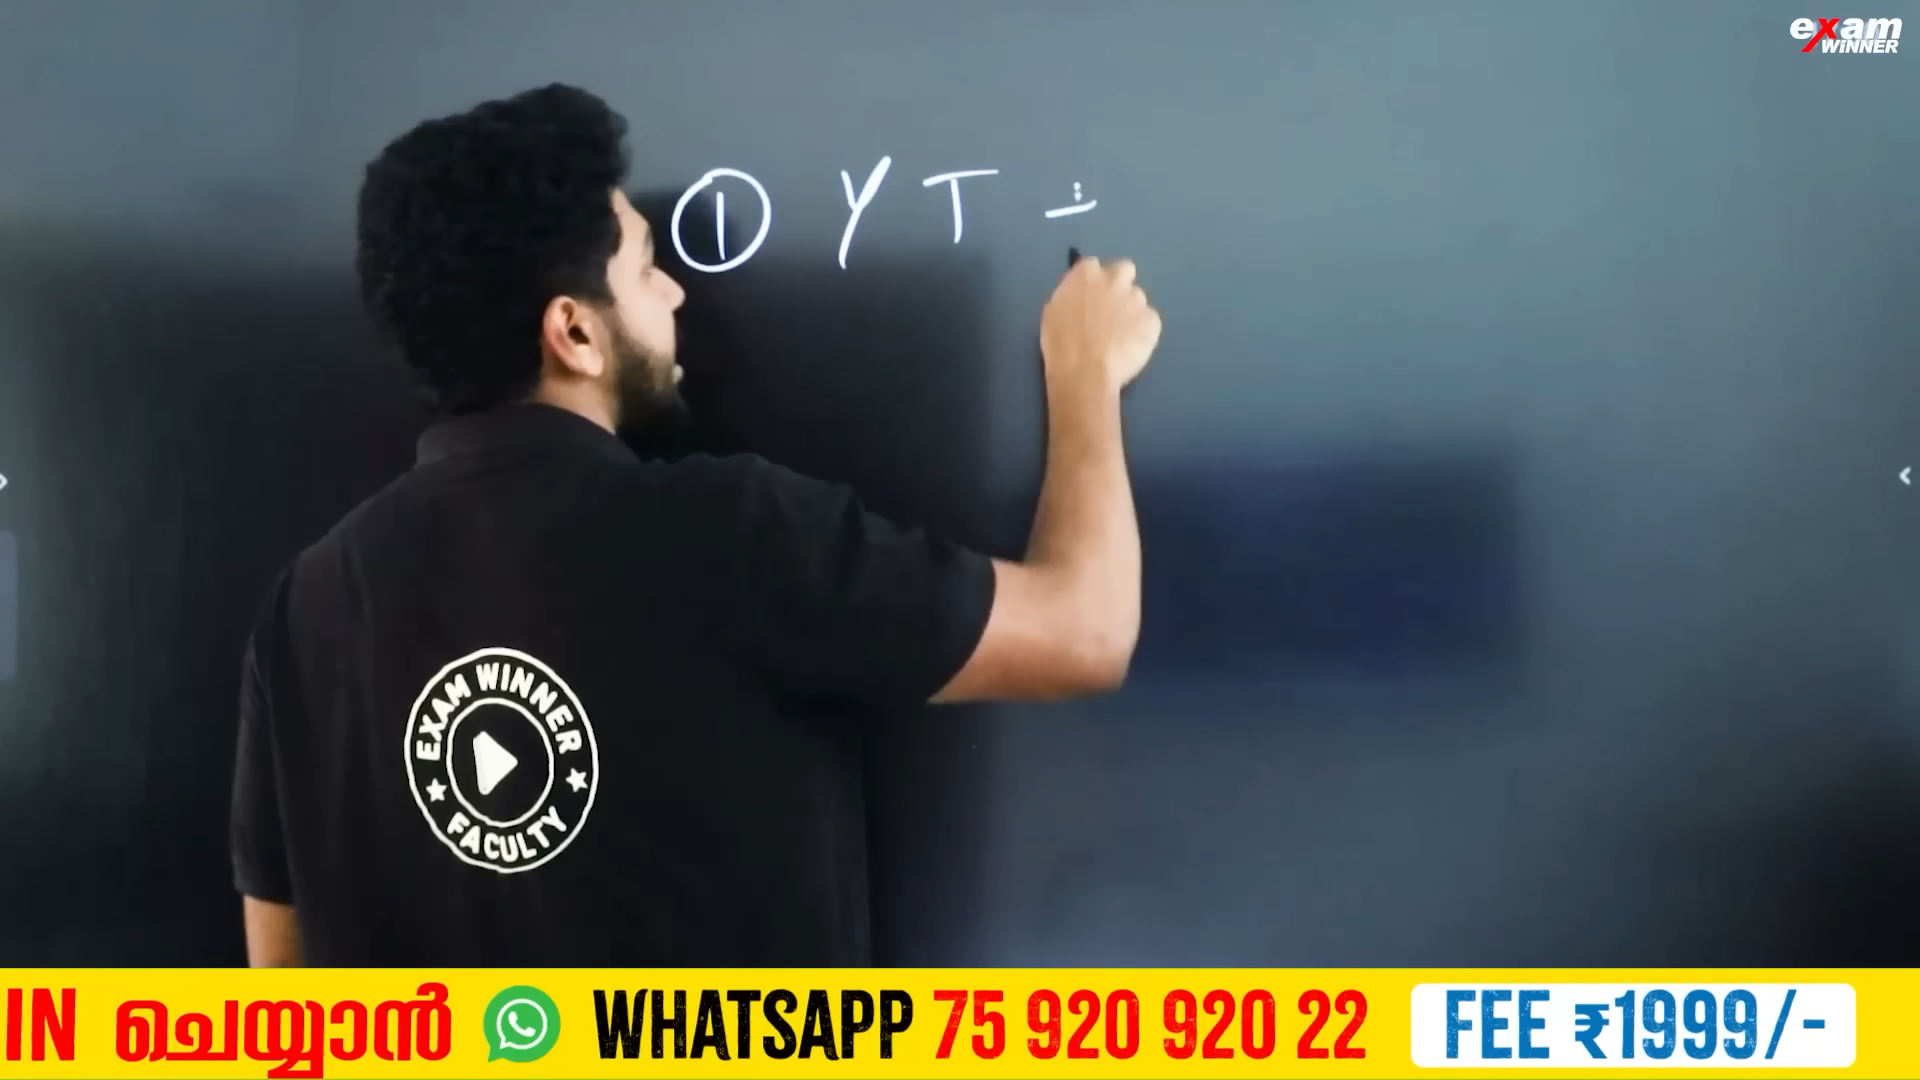 exam
WINNER
① Y T ÷
EXAM WINNER
★ FACULTY ★
IN ചെയ്യാൻ WHATSAPP 75 920 920 22 FEE ₹1999/-